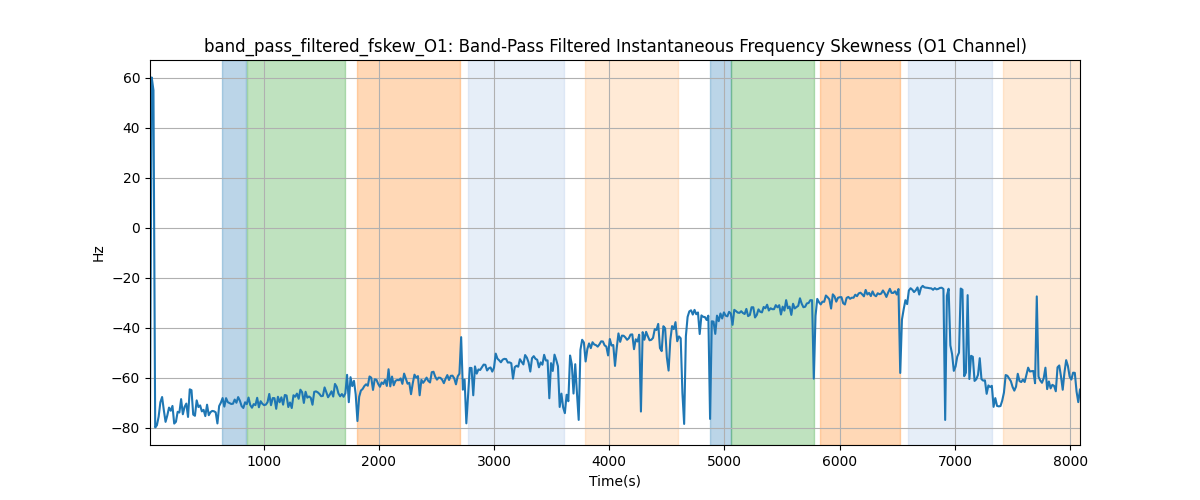 band_pass_filtered_fskew_O1: Band-Pass Filtered Instantaneous Frequency Skewness (O1 Channel)
60
40
20
0
−20
−40
−60
−80
Hz
1000 2000 3000 4000 5000 6000 7000 8000
Time(s)